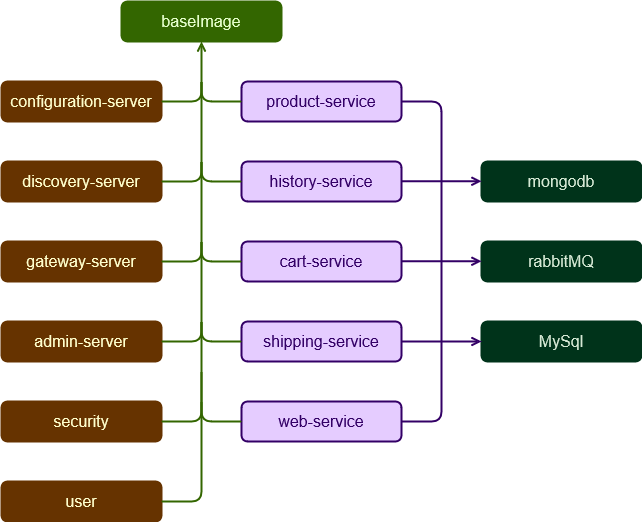 baseImage
configuration-server
product-service
discovery-server
history-service
mongodb
gateway-server
cart-service
rabbitMQ
admin-server
shipping-service
MySql
security
web-service
user